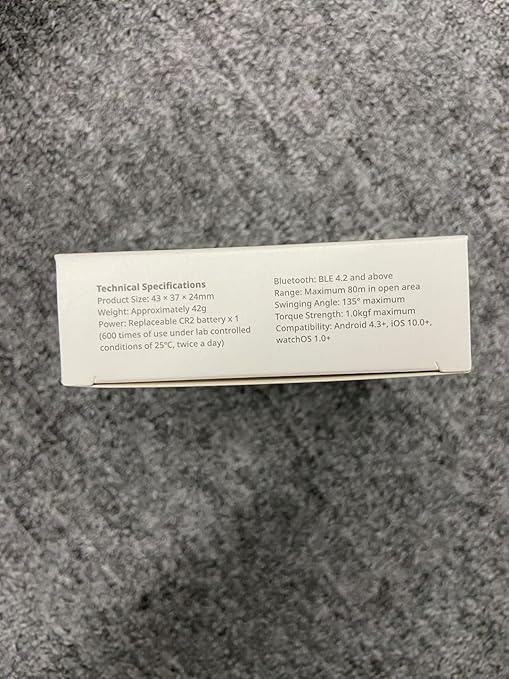 Technical Specifications
Product Size: 43 × 37 × 24mm
Weight: Approximately 42g
Power: Replaceable CR2 battery x 1
(600 times of use under lab controlled
conditions of 25°C, twice a day)
Bluetooth: BLE 4.2 and above
Range: Maximum 80m in open area
Swinging Angle: 135° maximum
Torque Strength: 1.0kgf maximum
Compatibility: Android 4.3+, iOS 10.0+,
watchOS 1.0+